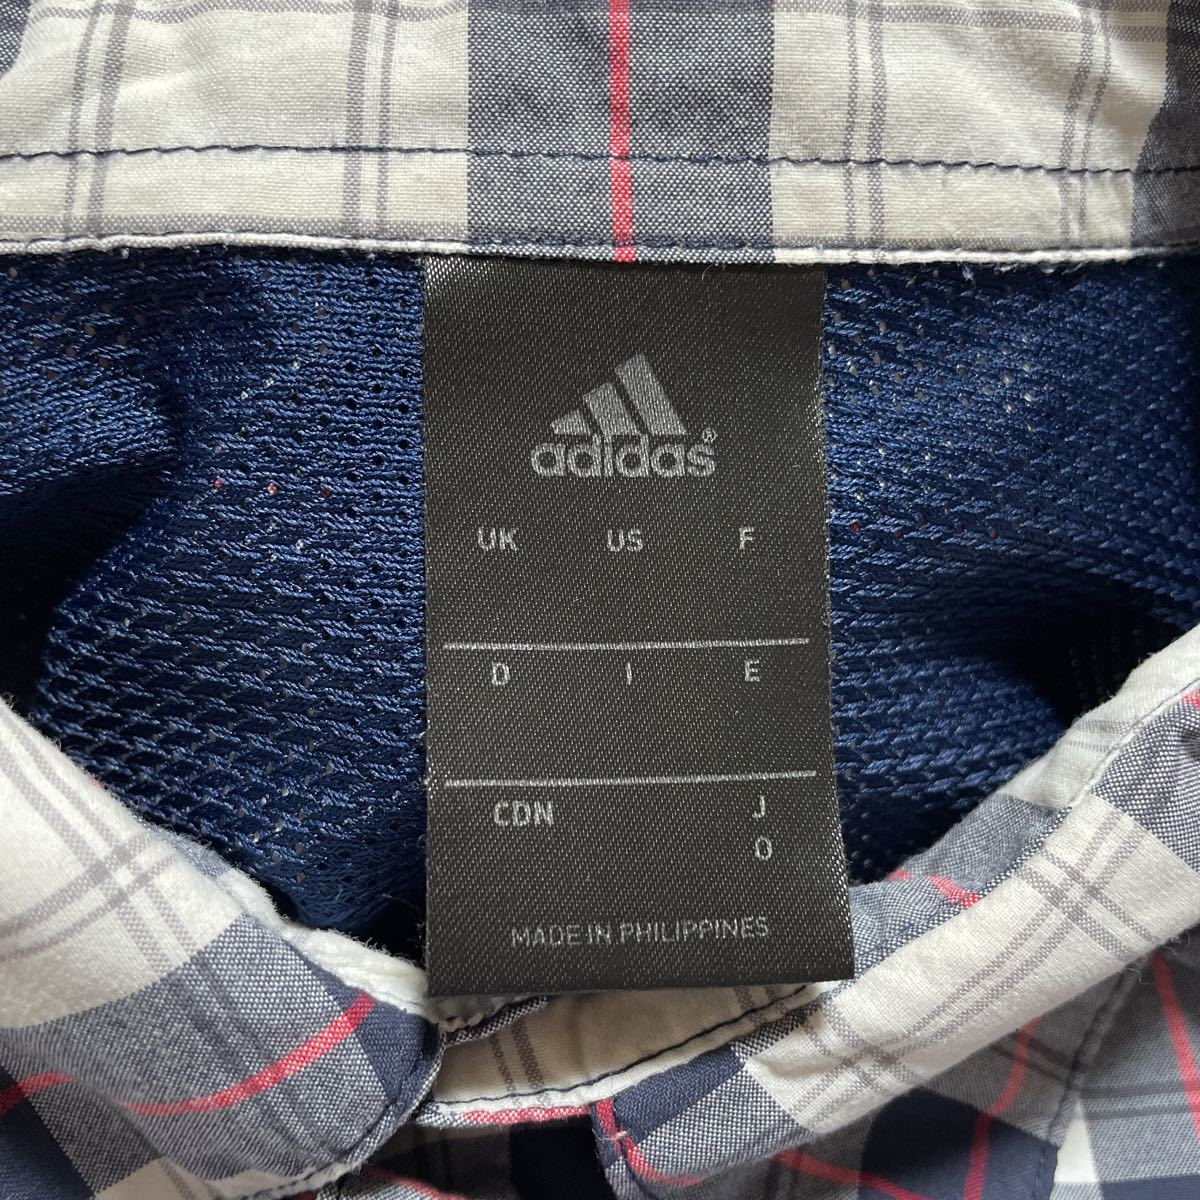 adidas®
UK US F
D I E
CDN J
O
MADE IN PHILIPPINES